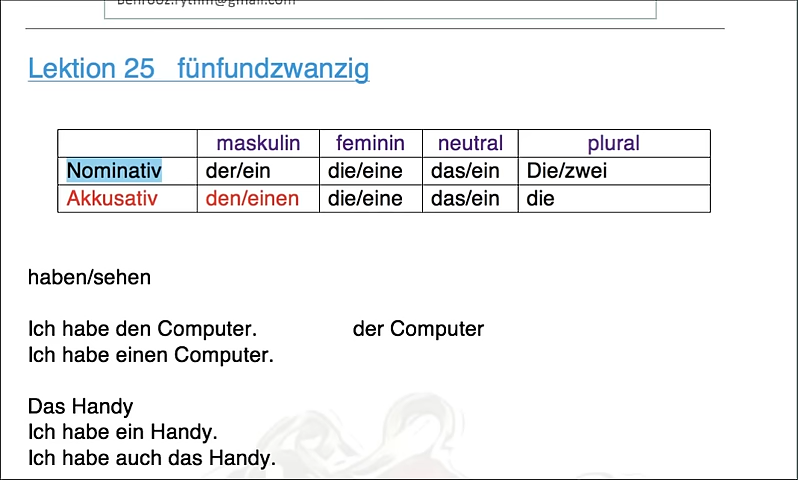 Lektion 25 fünfundzwanzig
maskulin feminin neutral plural
Nominativ der/ein die/eine das/ein Die/zwei
Akkusativ den/einen die/eine das/ein die
haben/sehen
Ich habe den Computer. der Computer
Ich habe einen Computer.
Das Handy
Ich habe ein Handy.
Ich habe auch das Handy.